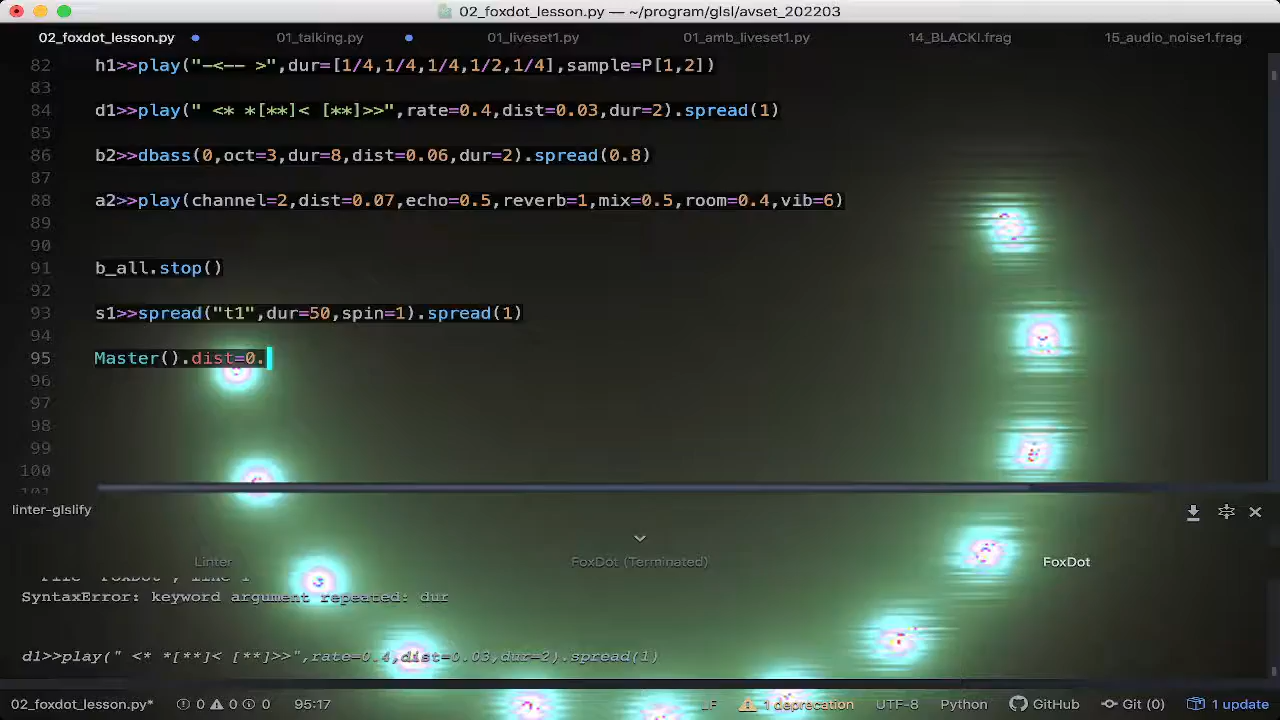 02_foxdot_lesson.py — ~/program/glsl/avset_202203
02_foxdot_lesson.py 01_talking.py 01_liveset1.py 01_amb_liveset1.py 14_BLACKI.frag 15_audio_noise1.frag
82 h1>>play("-<-- >",dur=[1/4,1/4,1/4,1/2,1/4],sample=P[1,2])
83
84 d1>>play(" <* *[**]< [**]>>",rate=0.4,dist=0.03,dur=2).spread(1)
85
86 b2>>dbass(0,oct=3,dur=8,dist=0.06,dur=2).spread(0.8)
87
88 a2>>play(channel=2,dist=0.07,echo=0.5,reverb=1,mix=0.5,room=0.4,vib=6)
89
90
91 b_all.stop()
92
93 s1>>spread("t1",dur=50,spin=1).spread(1)
94
95 Master().dist=0.
96
97
98
99
100
linter-glslify
Linter FoxDot (Terminated) FoxDot
File "FoxDot", line 1
SyntaxError: keyword argument repeated: dur
d1>>play(" <* *[**]< [**]>>",rate=0.4,dist=0.03,dur=2).spread(1)
02_foxdot_lesson.py* 0 0 0 95:17 LF 1 deprecation UTF-8 Python GitHub Git (0) 1 update